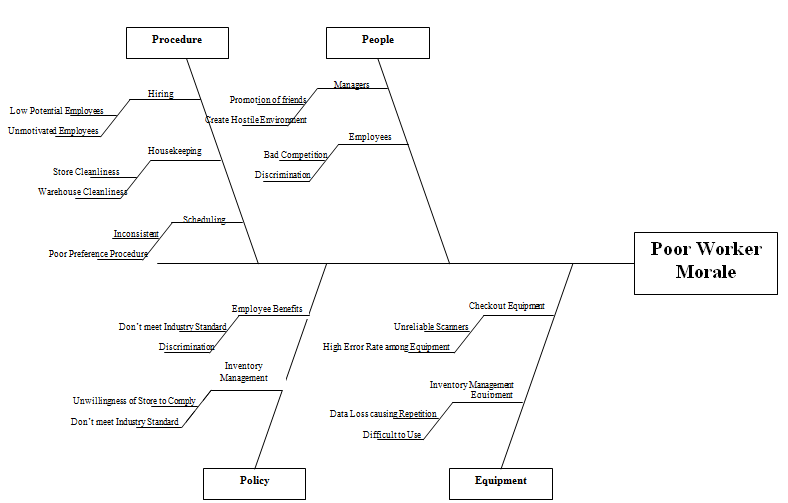 Procedure
People
Managers
Hiring
Promotion of friends
Low Potential Employees
Create Hostile Environment
Unmotivated Employees
Employees
Housekeeping
Bad Competition
Store Cleanliness
Discrimination
Warehouse Cleanliness
Scheduling
Inconsistent
Poor Preference Procedure
Poor Worker
Morale
Employee Benefits
Checkout Equipment
Don't meet Industry Standard
Unreliable Scanners
Discrimination
High Error Rate among Equipment
Inventory
Management
Inventory Management
Equipment
Unwillingness of Store to Comply
Data Loss causing Repetition
Don't meet Industry Standard
Difficult to Use
Policy
Equipment